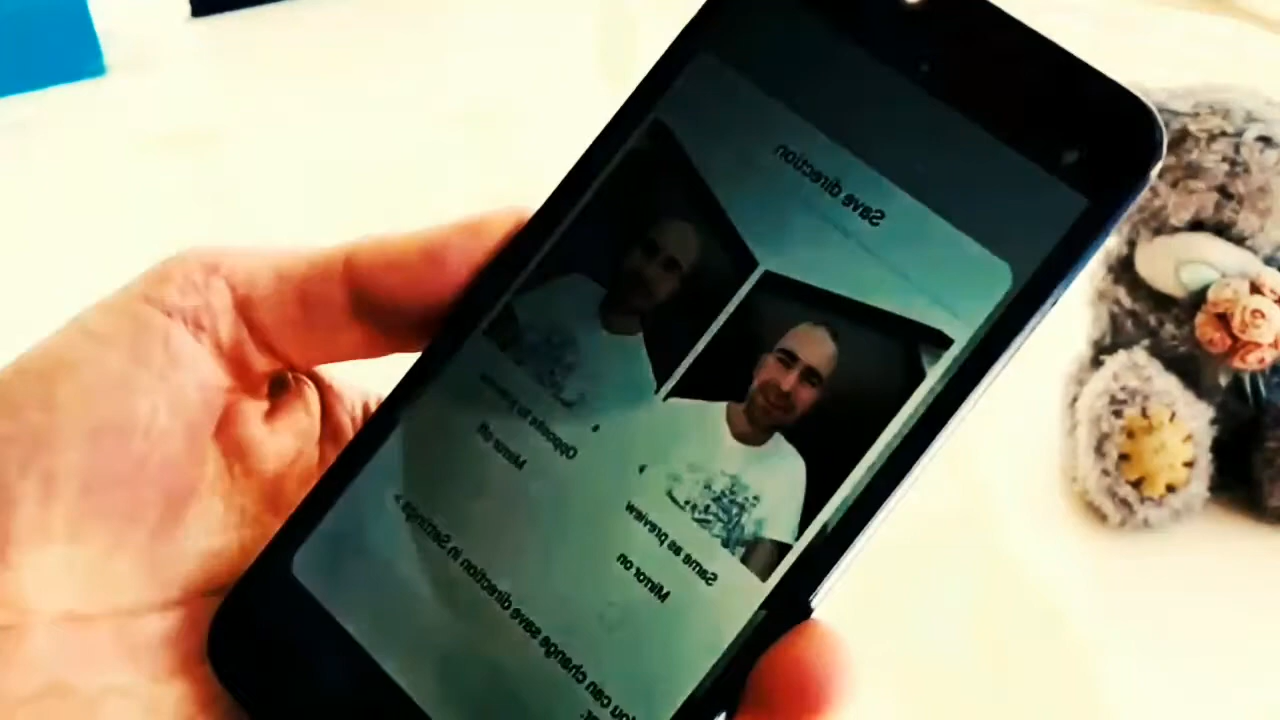 Save direction
Opposite to preview
Mirror off
Same as preview
Mirror on
You can change save direction in Settings >